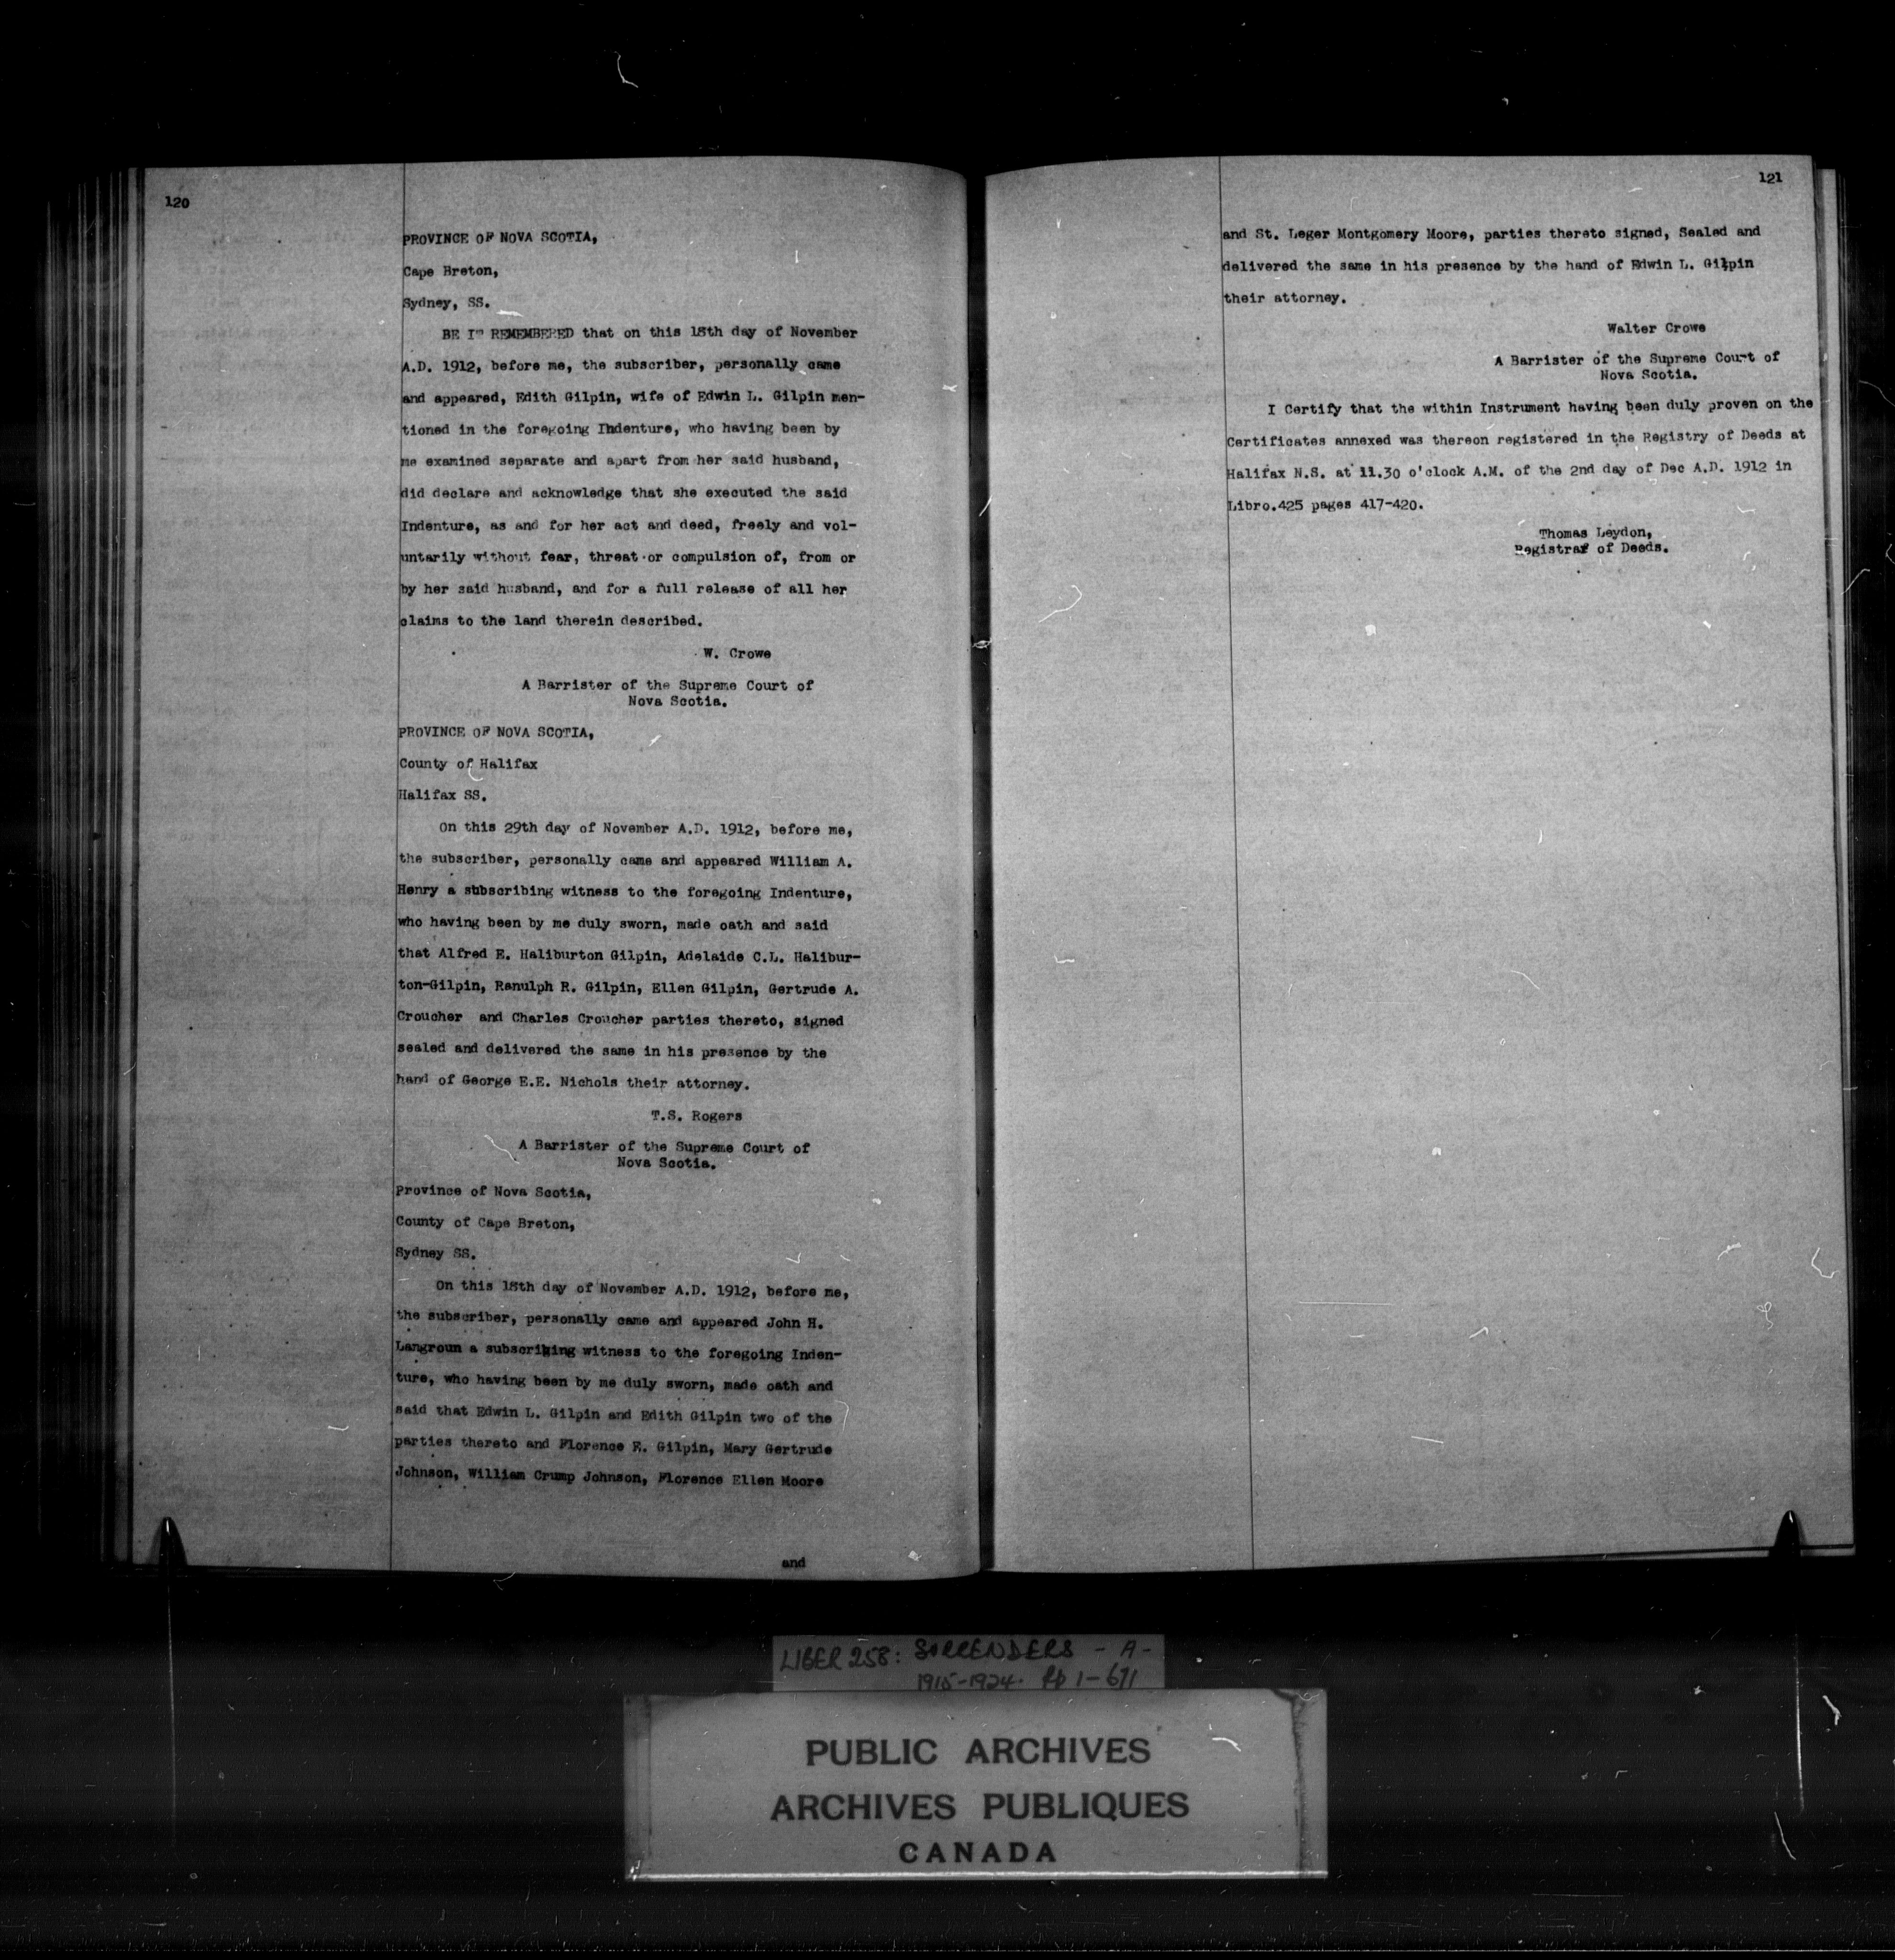 120
PROVINCE OF NOVA SCOTIA,
Cape Breton,
Sydney, SS.
BE IT REMEMBERED that on this 18th day of November
A.D. 1912, before me, the subscriber, personally came
and appeared, Edith Gilpin, wife of Edwin L. Gilpin men-
tioned in the foregoing Indenture, who having been by
me examined separate and apart from her said husband,
did declare and acknowledge that she executed the said
Indenture, as and for her act and deed, freely and vol-
untarily without fear, threat or compulsion of, from or
by her said husband, and for a full release of all her
claims to the land therein described.
W. Crowe
A Barrister of the Supreme Court of
Nova Scotia.
PROVINCE OF NOVA SCOTIA,
County of Halifax
Halifax SS.
On this 29th day of November A.D. 1912, before me,
the subscriber, personally came and appeared William A.
Henry a subscribing witness to the foregoing Indenture,
who having been by me duly sworn, made oath and said
that Alfred E. Haliburton Gilpin, Adelaide C.L. Halibur-
ton-Gilpin, Ranulph R. Gilpin, Ellen Gilpin, Gertrude A.
Croucher and Charles Croucher parties thereto, signed
sealed and delivered the same in his presence by the
hand of George E.E. Nichols their attorney.
T.S. Rogers
A Barrister of the Supreme Court of
Nova Scotia.
Province of Nova Scotia,
County of Cape Breton,
Sydney SS.
On this 18th day of November A.D. 1912, before me,
the subscriber, personally came and appeared John H.
Langroun a subscribing witness to the foregoing Inden-
ture, who having been by me duly sworn, made oath and
said that Edwin L. Gilpin and Edith Gilpin two of the
parties thereto and Florence E. Gilpin, Mary Gertrude
Johnson, William Crump Johnson, Florence Ellen Moore
and
121
and St. Leger Montgomery Moore, parties thereto signed, Sealed and
delivered the same in his presence by the hand of Edwin L. Gilpin
their attorney.
Walter Crowe
A Barrister of the Supreme Court of
Nova Scotia.
I Certify that the within Instrument having been duly proven on the
Certificates annexed was thereon registered in the Registry of Deeds at
Halifax N.S. at 11.30 o'clock A.M. of the 2nd day of Dec A.D. 1912 in
Libro.425 pages 417-420.
Thomas Leydon,
Registrar of Deeds.
LIBER 258: SURRENDERS - A -
1915-1924. pp 1-671
PUBLIC ARCHIVES
ARCHIVES PUBLIQUES
CANADA